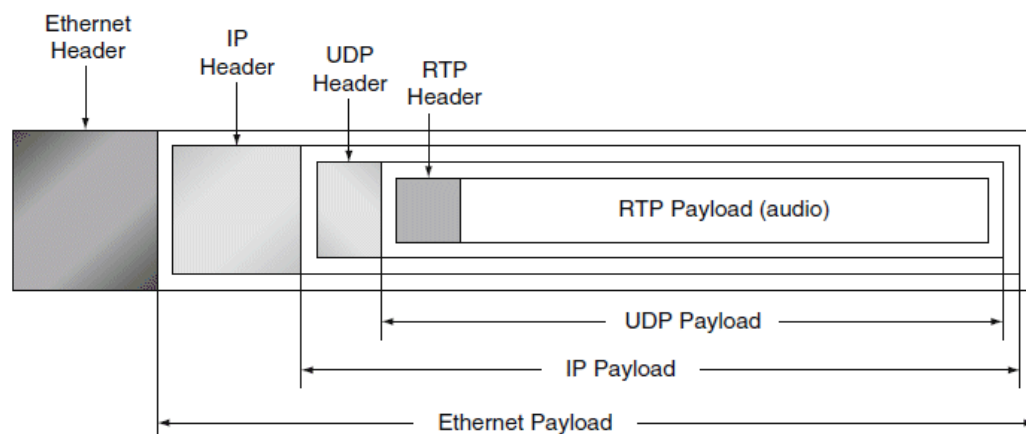 Ethernet
Header
IP
Header
UDP
Header
RTP
Header
RTP Payload (audio)
UDP Payload
IP Payload
Ethernet Payload